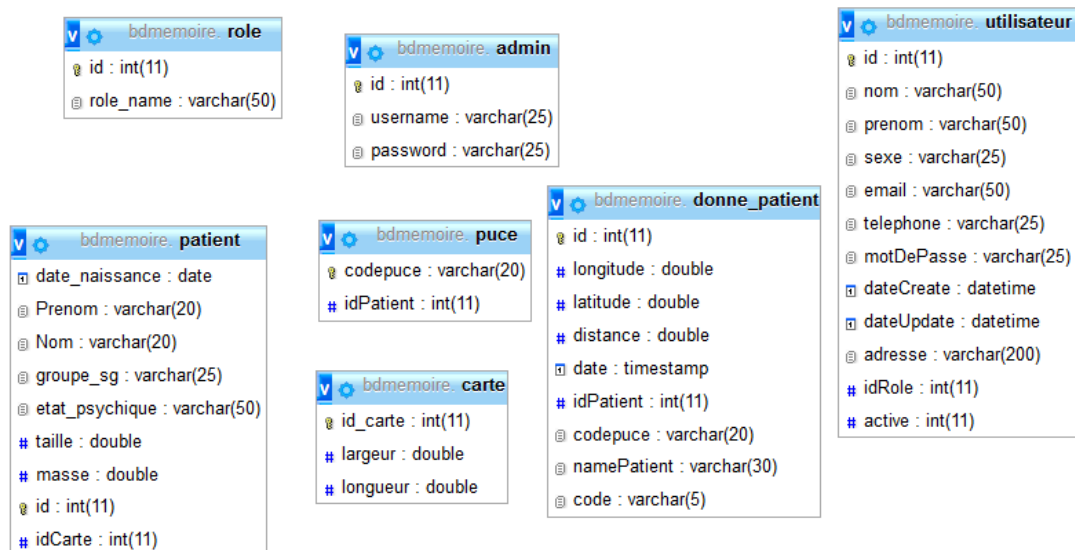 bdmemoire. role
id : int(11)
role_name : varchar(50)
bdmemoire. admin
id : int(11)
username : varchar(25)
password : varchar(25)
bdmemoire. utilisateur
id : int(11)
nom : varchar(50)
prenom : varchar(50)
sexe : varchar(25)
email : varchar(50)
telephone : varchar(25)
motDePasse : varchar(25)
dateCreate : datetime
dateUpdate : datetime
adresse : varchar(200)
idRole : int(11)
active : int(11)
bdmemoire. patient
date_naissance : date
Prenom : varchar(20)
Nom : varchar(20)
groupe_sg : varchar(25)
etat_psychique : varchar(50)
taille : double
masse : double
id : int(11)
idCarte : int(11)
bdmemoire. puce
codepuce : varchar(20)
idPatient : int(11)
bdmemoire. carte
id_carte : int(11)
largeur : double
longueur : double
bdmemoire. donne_patient
id : int(11)
longitude : double
latitude : double
distance : double
date : timestamp
idPatient : int(11)
codepuce : varchar(20)
namePatient : varchar(30)
code : varchar(5)